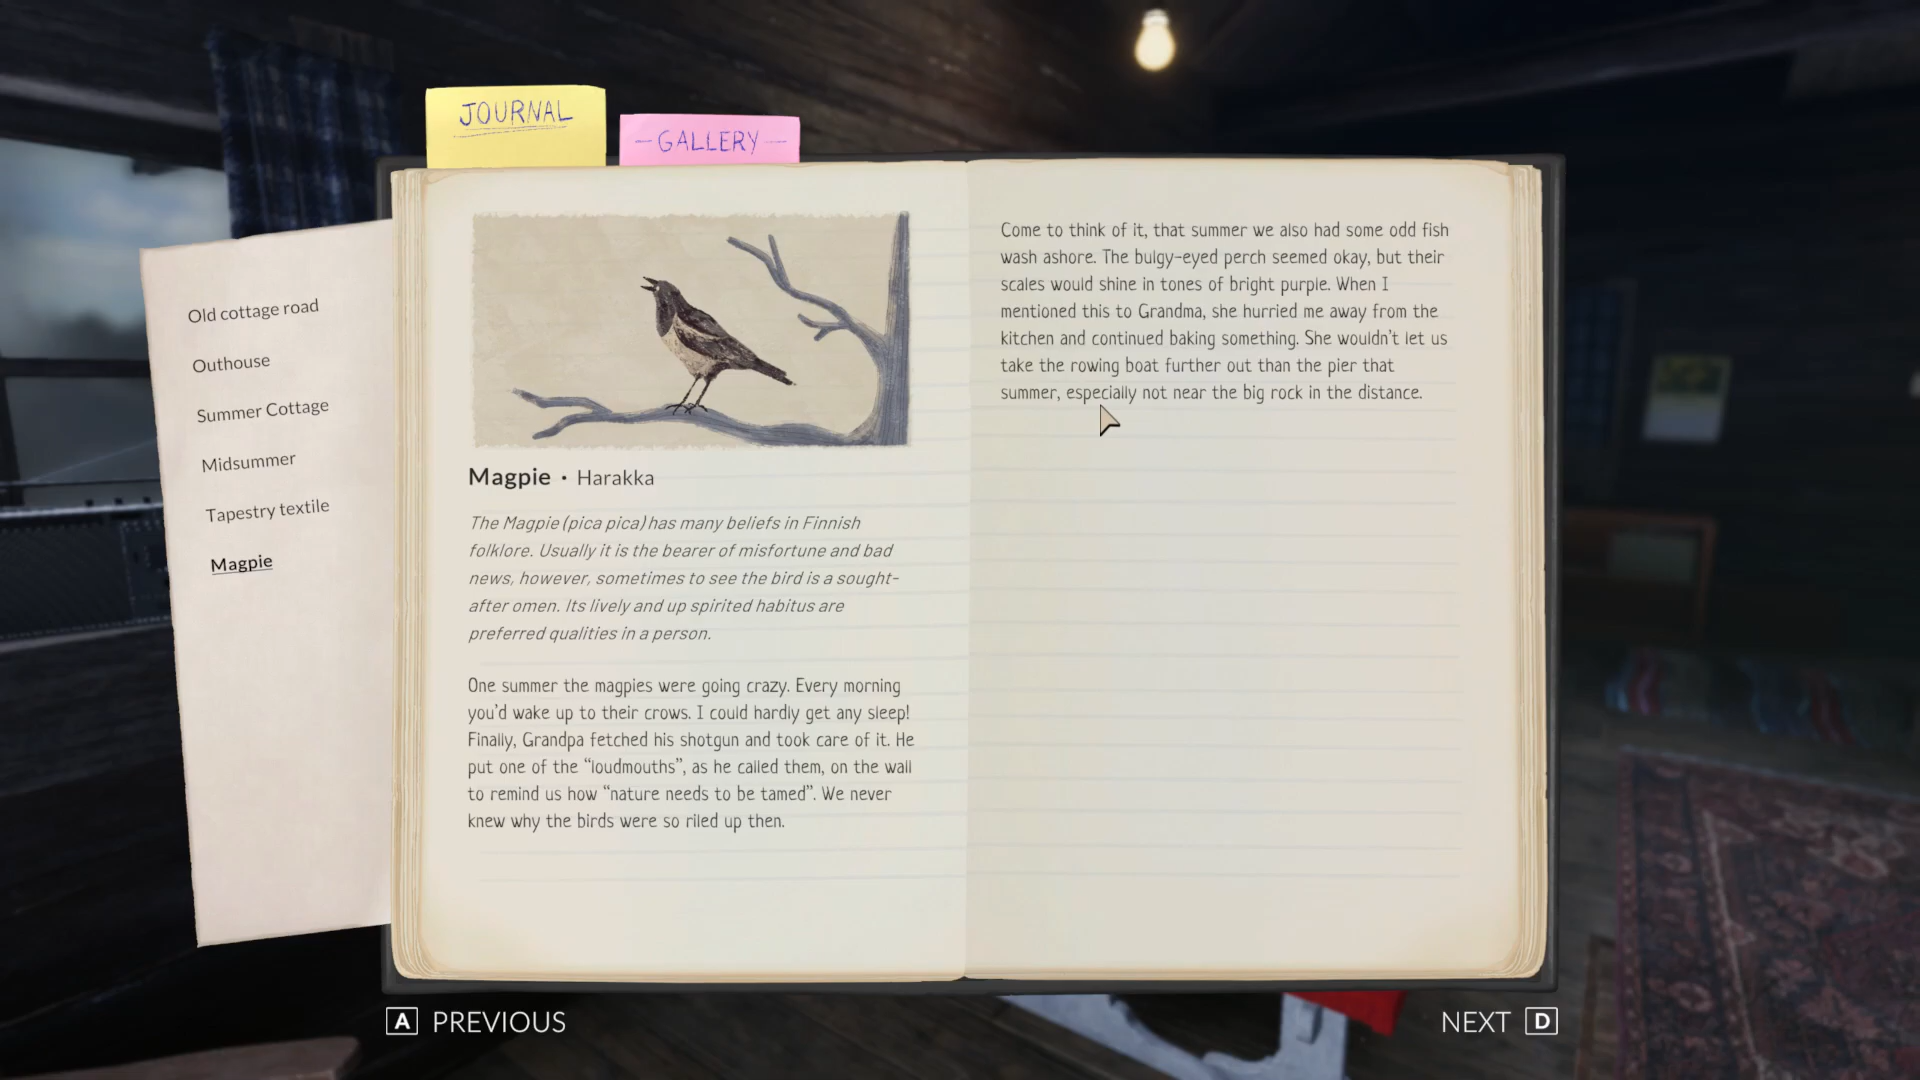 JOURNAL
-GALLERY-
Old cottage road
Outhouse
Summer Cottage
Midsummer
Tapestry textile
Magpie
Magpie · Harakka
The Magpie (pica pica) has many beliefs in Finnish
folklore. Usually it is the bearer of misfortune and bad
news, however, sometimes to see the bird is a sought-
after omen. Its lively and up spirited habitus are
preferred qualities in a person.
One summer the magpies were going crazy. Every morning
you'd wake up to their crows. I could hardly get any sleep!
Finally, Grandpa fetched his shotgun and took care of it. He
put one of the “loudmouths”, as he called them, on the wall
to remind us how “nature needs to be tamed”. We never
knew why the birds were so riled up then.
Come to think of it, that summer we also had some odd fish
wash ashore. The bulgy-eyed perch seemed okay, but their
scales would shine in tones of bright purple. When I
mentioned this to Grandma, she hurried me away from the
kitchen and continued baking something. She wouldn't let us
take the rowing boat further out than the pier that
summer, especially not near the big rock in the distance.
A PREVIOUS
NEXT D